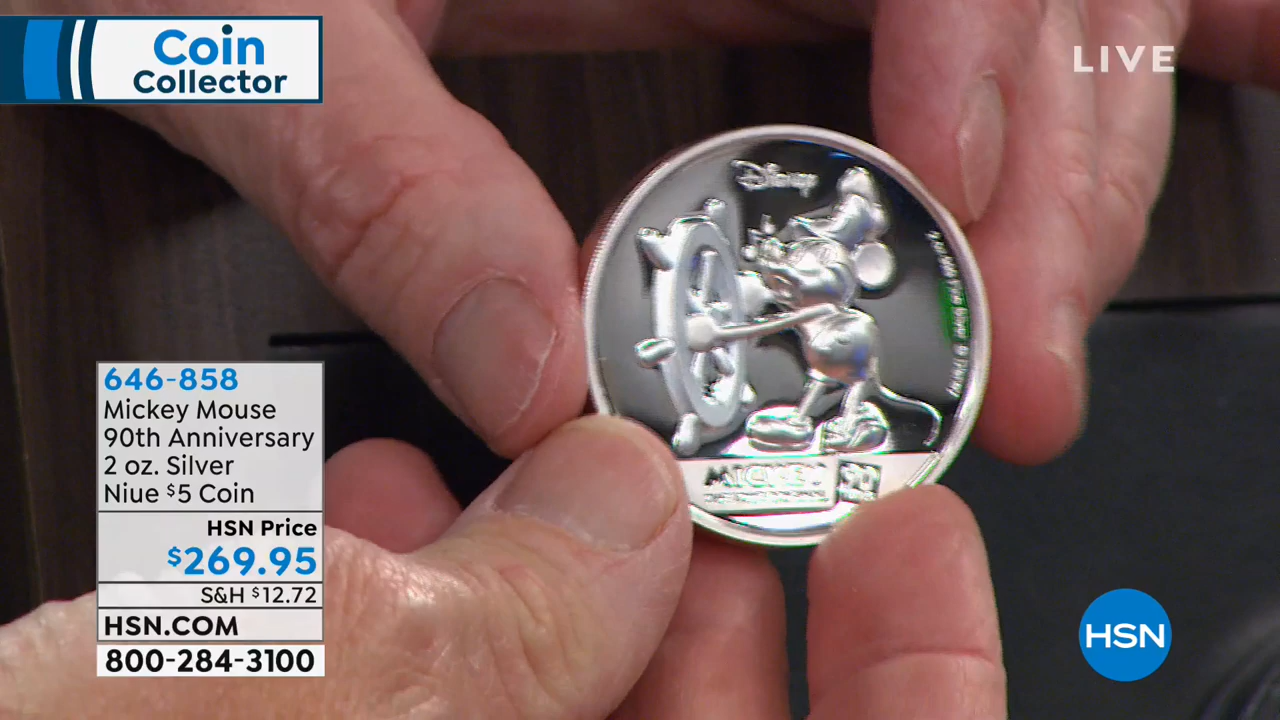 Coin
Collector
LIVE
Disney
646-858
Mickey Mouse
90th Anniversary
2 oz. Silver
Niue $5 Coin
HSN Price
$269.95
S&H $12.72
HSN.COM
800-284-3100
MICKEY
90
HSN